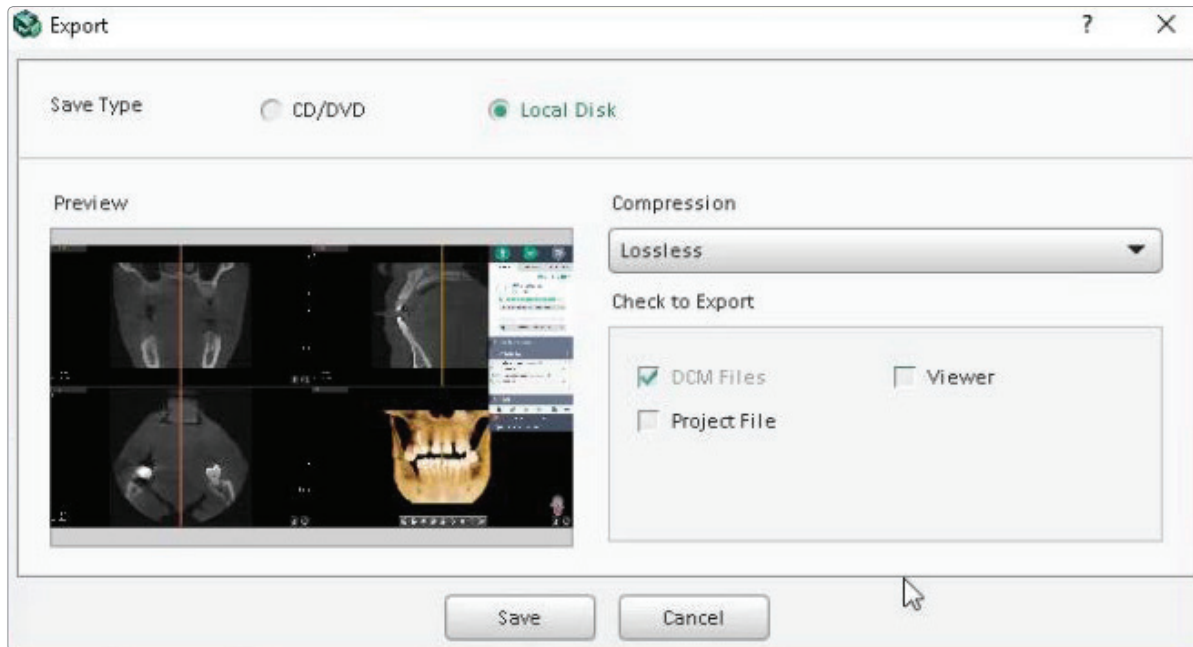 Export
?
Save Type
CD/DVD
Local Disk
Preview
Compression
Lossless
Check to Export
DCM Files
Viewer
Project File
Save
Cancel